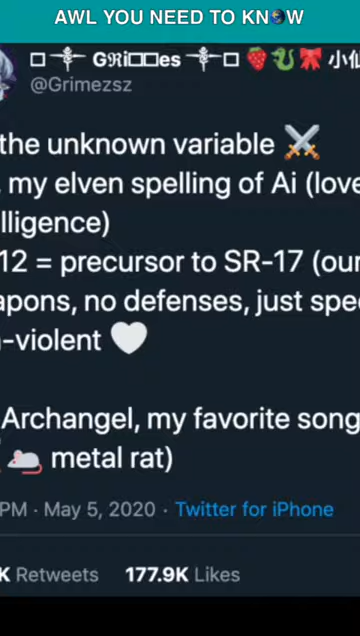 AWL YOU NEED TO KNOW
@Grimezsz
the unknown variable ⚔️
my elven spelling of Ai (love
lligence)
12 = precursor to SR-17 (our
apons, no defenses, just spe
-violent 🤍
Archangel, my favorite song
🐁 metal rat)
PM · May 5, 2020 · Twitter for iPhone
K Retweets 177.9K Likes